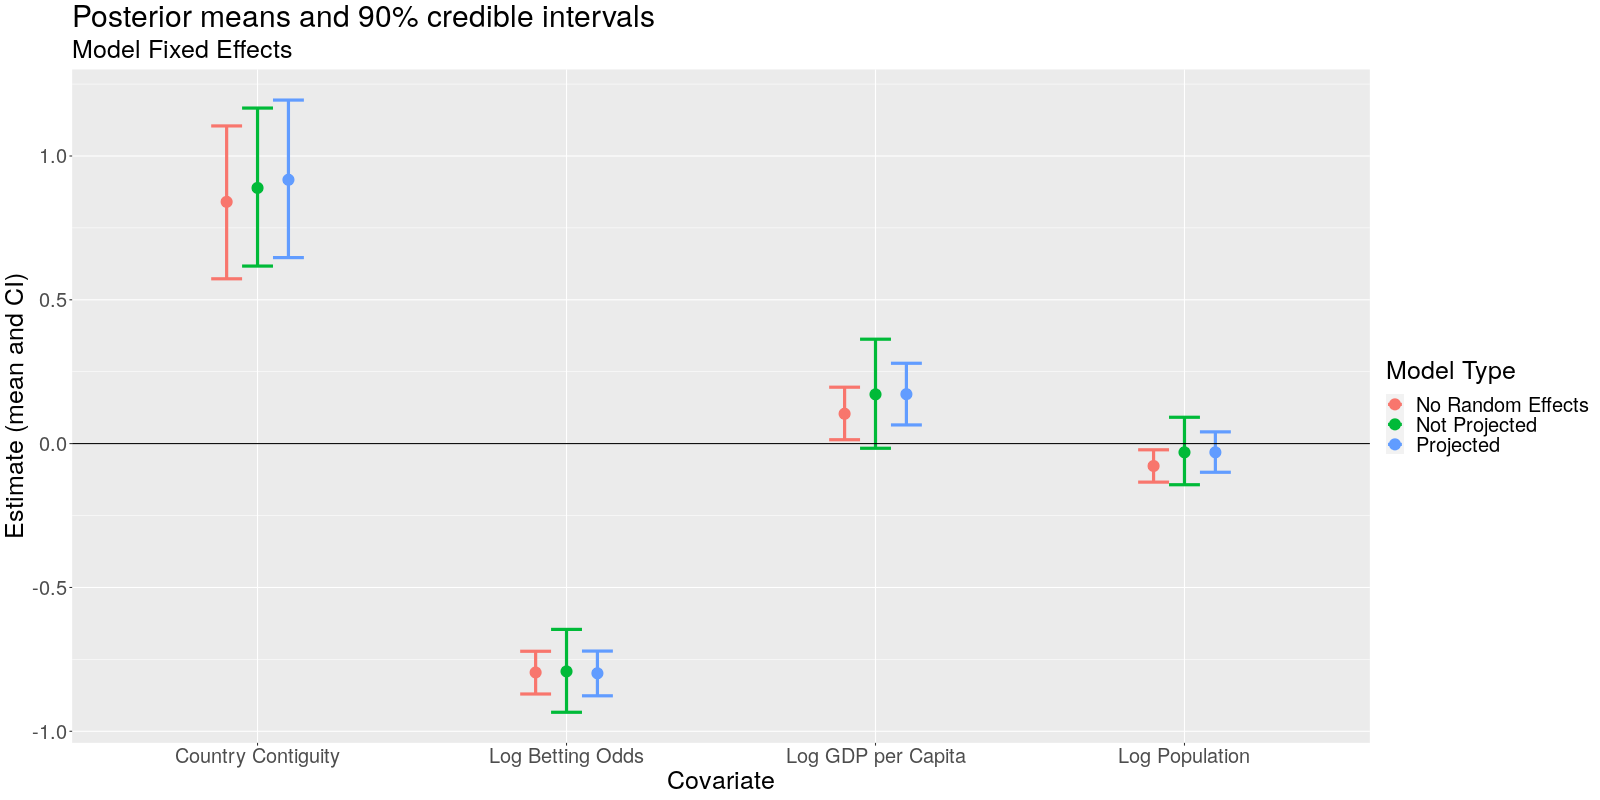 Posterior means and 90% credible intervals
Model Fixed Effects
Estimate (mean and CI)
1.0
0.5
0.0
-0.5
-1.0
Country Contiguity
Log Betting Odds
Log GDP per Capita
Log Population
Covariate
Model Type
No Random Effects
Not Projected
Projected